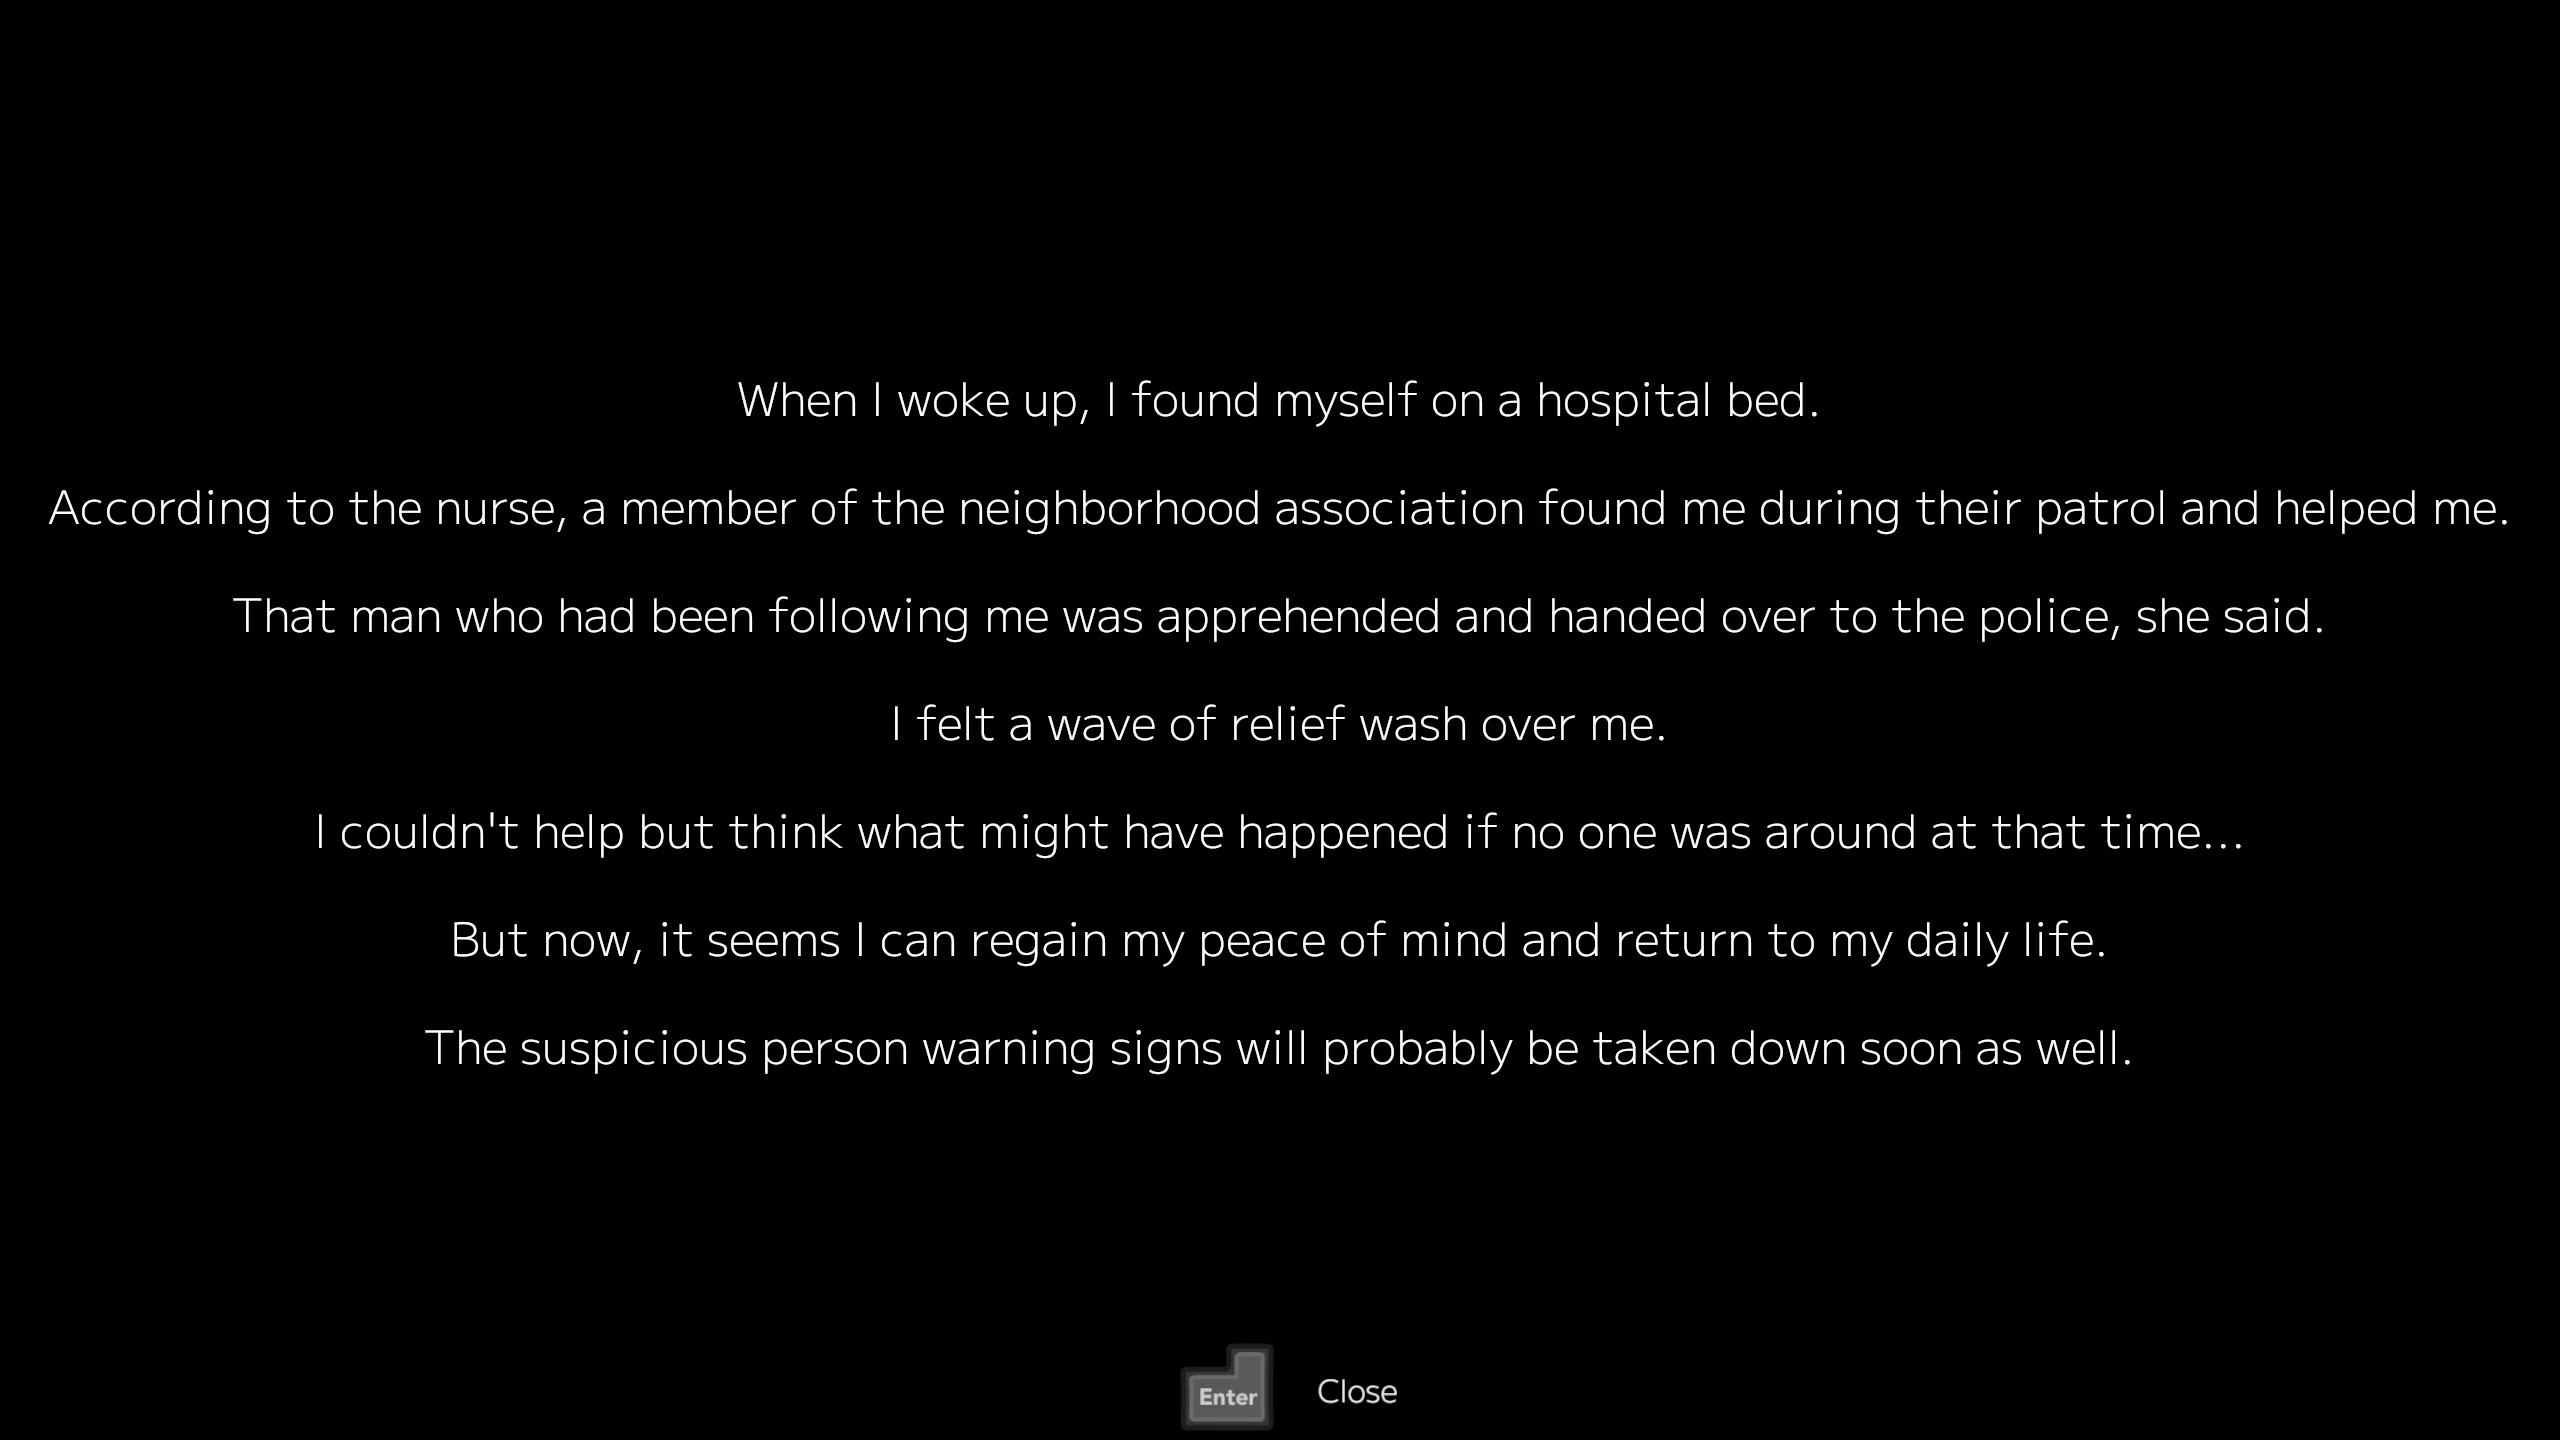 When I woke up, I found myself on a hospital bed.
According to the nurse, a member of the neighborhood association found me during their patrol and helped me.
That man who had been following me was apprehended and handed over to the police, she said.
I felt a wave of relief wash over me.
I couldn't help but think what might have happened if no one was around at that time...
But now, it seems I can regain my peace of mind and return to my daily life.
The suspicious person warning signs will probably be taken down soon as well.
Enter Close